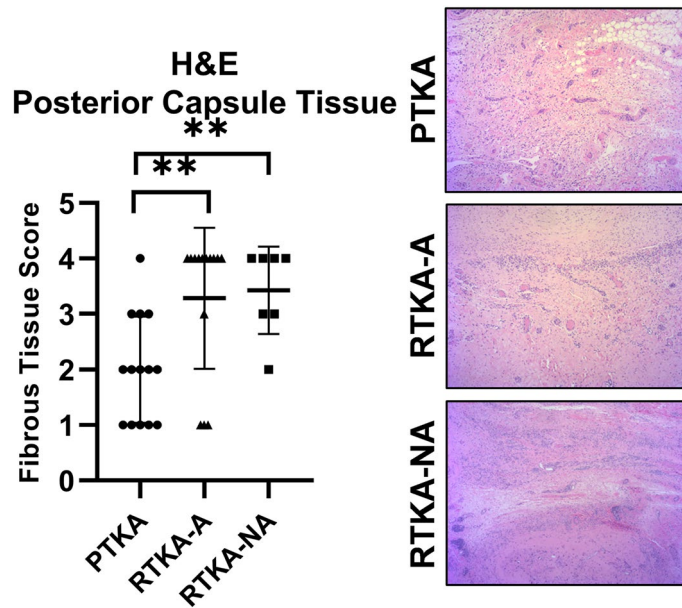 H&E
Posterior Capsule Tissue
**
**
Fibrous Tissue Score
5
4
3
2
1
0
PTKA
RTKA-A
RTKA-NA
PTKA
RTKA-A
RTKA-NA